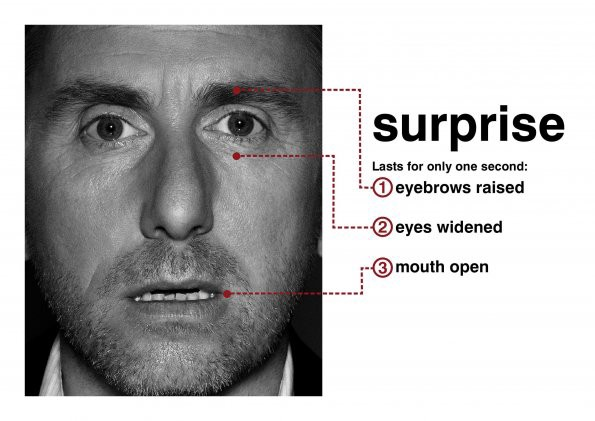 surprise
Lasts for only one second:
1 eyebrows raised
2 eyes widened
3 mouth open